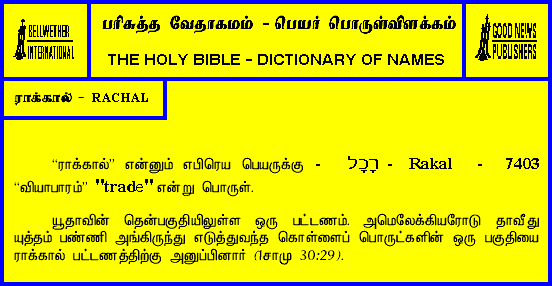 BELLWETHER
INTERNATIONAL
பரிசுத்த வேதாகமம் - பெயர் பொருள்விளக்கம்
THE HOLY BIBLE - DICTIONARY OF NAMES
GOOD NEWS
PUBLISHERS
ராக்கால் - RACHAL
“ராக்கால்” என்னும் எபிரெய பெயருக்கு - רָכָל - Rakal - 7403
“வியாபாரம்” "trade" என்று பொருள்.
யூதாவின் தென்பகுதியிலுள்ள ஒரு பட்டணம். அமெலேக்கியரோடு தாவீது
யுத்தம் பண்ணி அங்கிருந்து எடுத்துவந்த கொள்ளைப் பொருட்களின் ஒரு பகுதியை
ராக்கால் பட்டணத்திற்கு அனுப்பினார் (1சாமு 30:29).